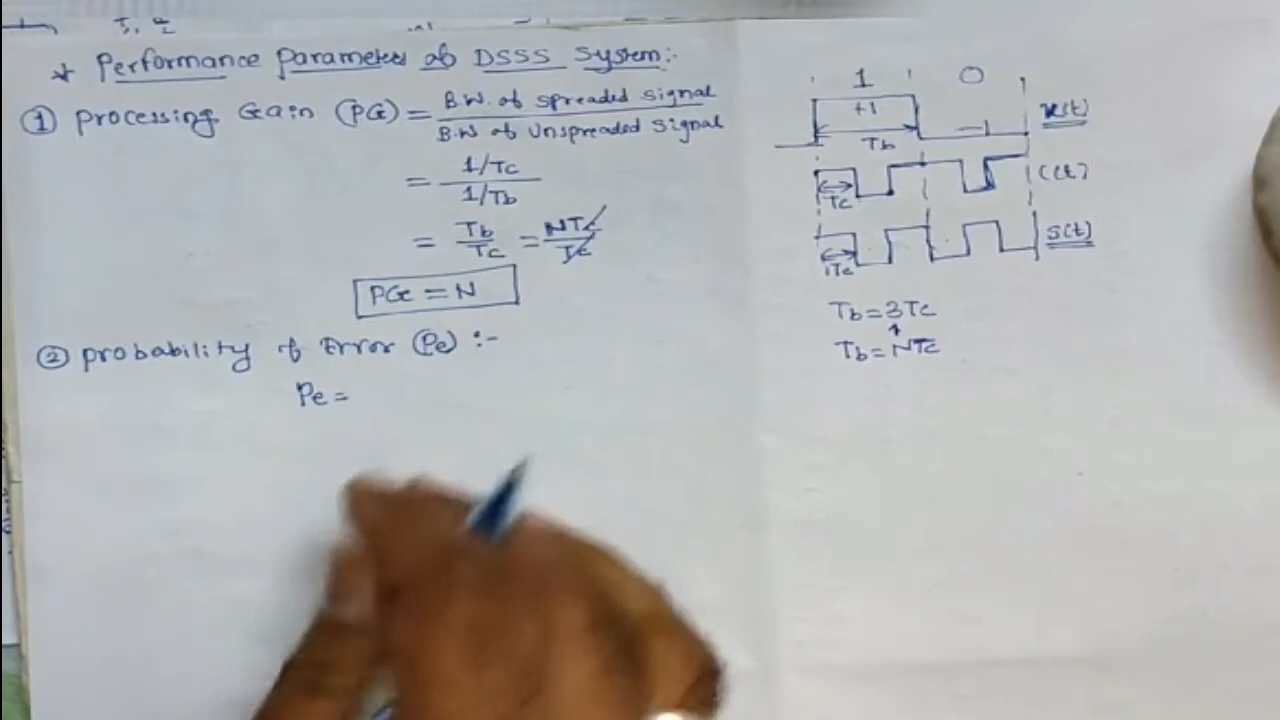 * Performance Parameters of DSSS System:-
① Processing Gain (PG) = B.W. of Spreaded Signal / B.W of Unspreaded Signal
= 1/Tc / 1/Tb
= Tb/Tc = NTc/Tc
PG = N
② Probability of Error (Pe) :-
Pe =
1 0
+1 -1 x(t)
Tb
c(t)
Tc
s(t)
Tc
Tb = 3Tc
↑
Tb = NTc